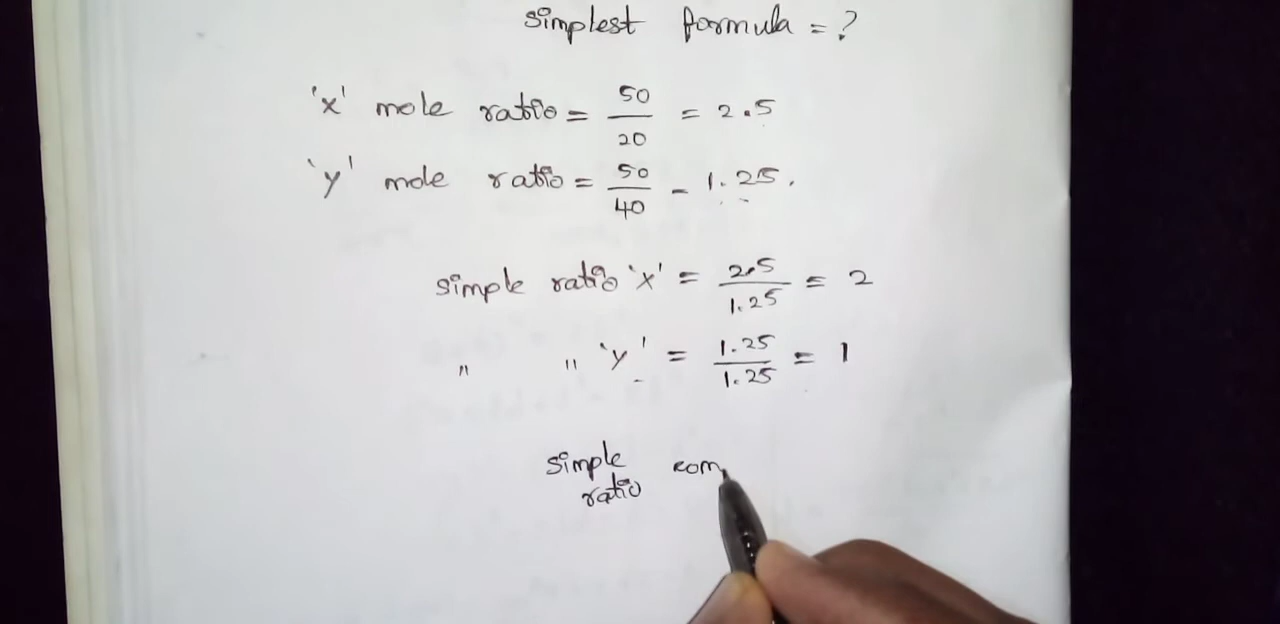 simplest formula = ?
'x' mole ratio = 50/20 = 2.5
'y' mole ratio = 50/40 - 1.25.
simple ratio 'x' = 2.5/1.25 = 2
" " 'y' = 1.25/1.25 = 1
simple com
ratio